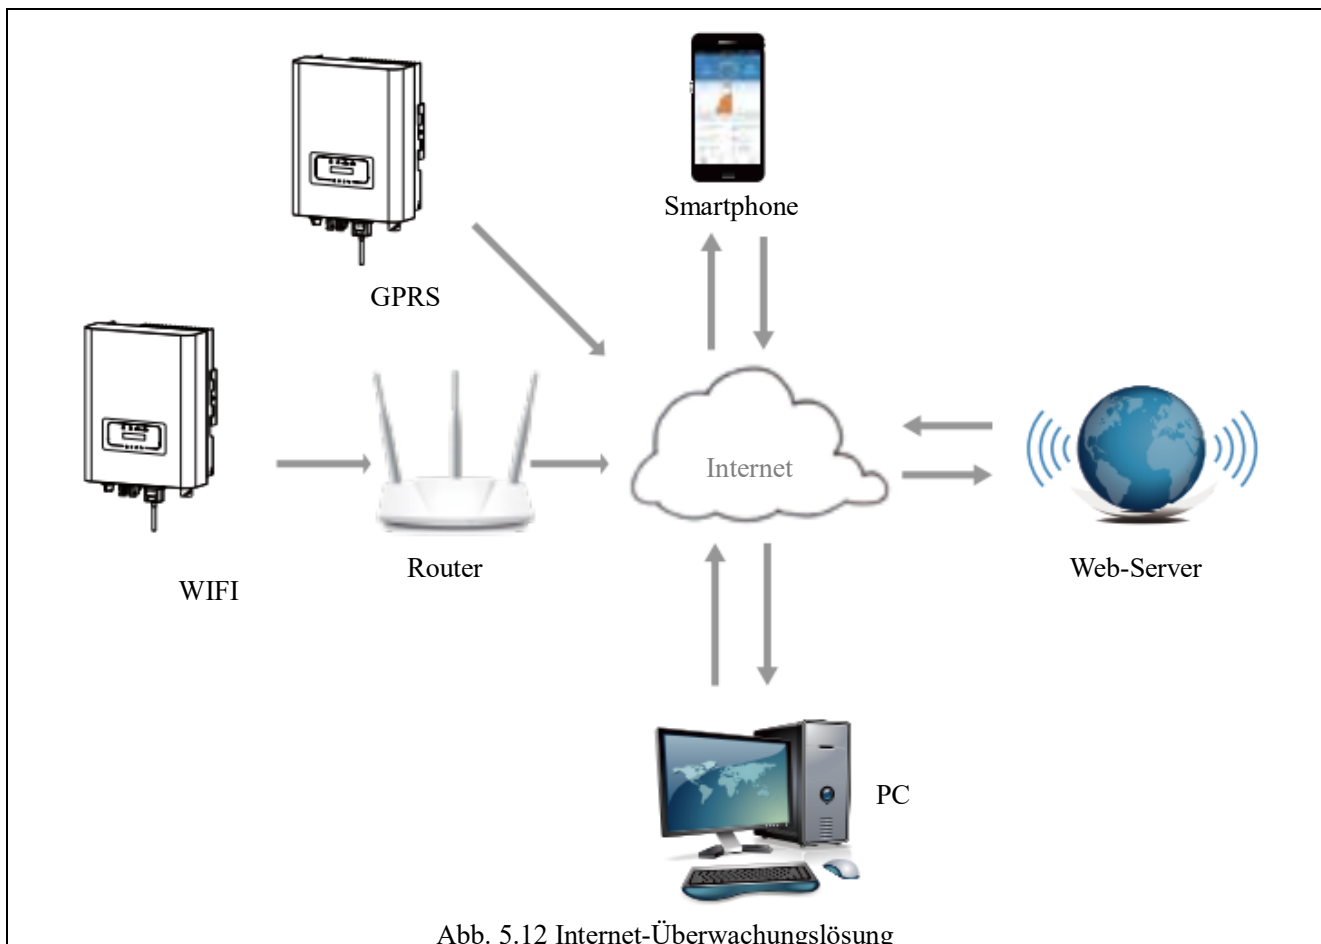 Smartphone
GPRS
Internet
Router
Web-Server
WIFI
PC
Abb. 5.12 Internet-Überwachungslösung